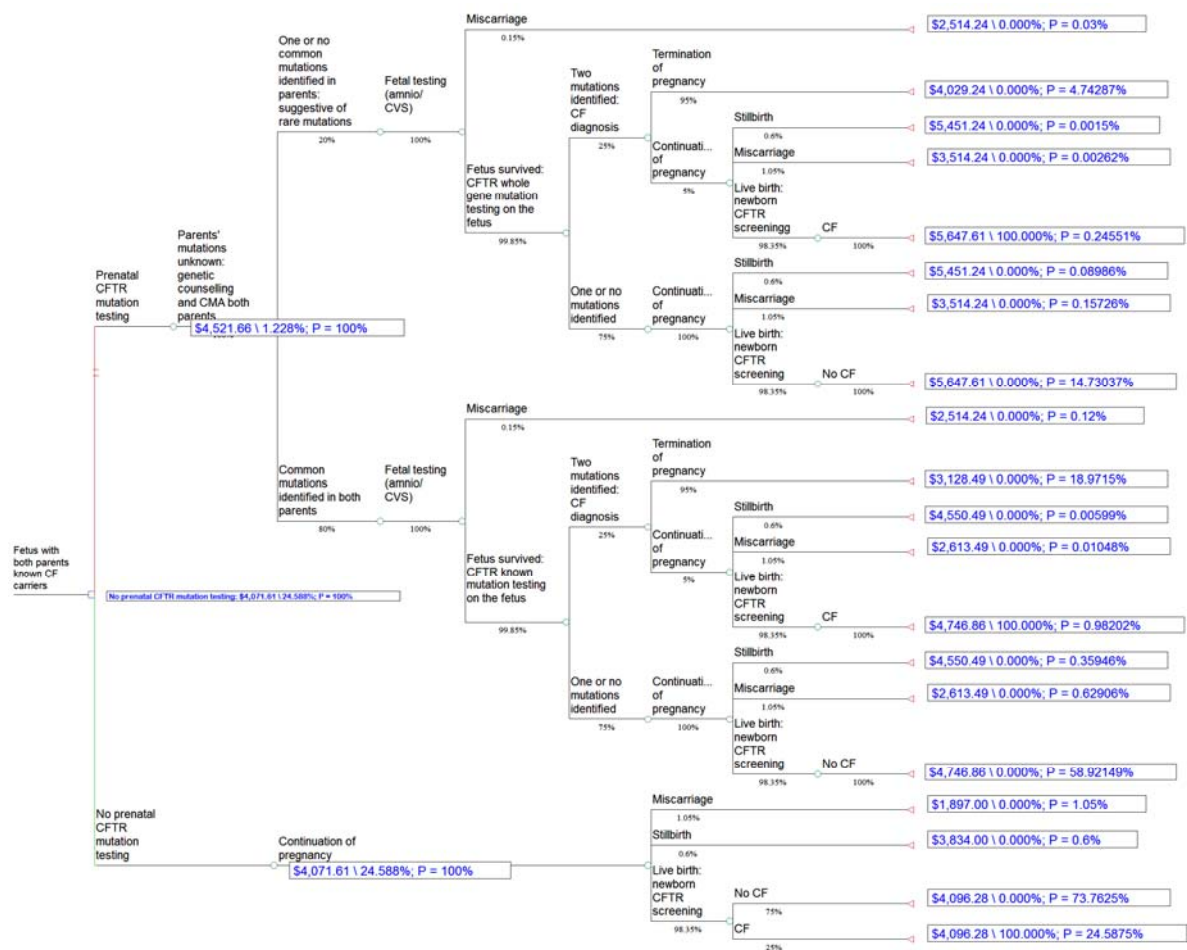 Miscarriage
0.15%
$2,514.24 \ 0.000%; P = 0.03%
One or no
common
mutations
identified in
parents:
suggestive of
rare mutations
20%
Fetal testing
(amnio/
CVS)
100%
Fetus survived:
CFTR whole
gene mutation
testing on the
fetus
99.85%
Two
mutations
identified:
CF
diagnosis
25%
Termination
of
pregnancy
95%
$4,029.24 \ 0.000%; P = 4.74287%
Continuati...
of
pregnancy
5%
Stillbirth
0.6%
$5,451.24 \ 0.000%; P = 0.0015%
Miscarriage
1.05%
$3,514.24 \ 0.000%; P = 0.00262%
Live birth:
newborn
CFTR
screeningg
98.35%
CF
100%
$5,647.61 \ 100.000%; P = 0.24551%
One or no
mutations
identified
75%
Continuati...
of
pregnancy
100%
Stillbirth
0.6%
$5,451.24 \ 0.000%; P = 0.08986%
Miscarriage
1.05%
$3,514.24 \ 0.000%; P = 0.15726%
Live birth:
newborn
CFTR
screening
98.35%
No CF
100%
$5,647.61 \ 0.000%; P = 14.73037%
Prenatal
CFTR
mutation
testing
Parents'
mutations
unknown:
genetic
counselling
and CMA both
parents
$4,521.66 \ 1.228%; P = 100%
Miscarriage
0.15%
$2,514.24 \ 0.000%; P = 0.12%
Common
mutations
identified in both
parents
80%
Fetal testing
(amnio/
CVS)
100%
Fetus survived:
CFTR known
mutation testing
on the fetus
99.85%
Two
mutations
identified:
CF
diagnosis
25%
Termination
of
pregnancy
95%
$3,128.49 \ 0.000%; P = 18.9715%
Continuati...
of
pregnancy
5%
Stillbirth
0.6%
$4,550.49 \ 0.000%; P = 0.00599%
Miscarriage
1.05%
$2,613.49 \ 0.000%; P = 0.01048%
Live birth:
newborn
CFTR
screening
98.35%
CF
100%
$4,746.86 \ 100.000%; P = 0.98202%
One or no
mutations
identified
75%
Continuati...
of
pregnancy
100%
Stillbirth
0.6%
$4,550.49 \ 0.000%; P = 0.35946%
Miscarriage
1.05%
$2,613.49 \ 0.000%; P = 0.62906%
Live birth:
newborn
CFTR
screening
98.35%
No CF
100%
$4,746.86 \ 0.000%; P = 58.92149%
Fetus with
both parents
known CF
carriers
No prenatal CFTR mutation testing: $4,071.61 \ 24.588%; P = 100%
No prenatal
CFTR
mutation
testing
Continuation of
pregnancy
$4,071.61 \ 24.588%; P = 100%
Miscarriage
1.05%
$1,897.00 \ 0.000%; P = 1.05%
Stillbirth
0.6%
$3,834.00 \ 0.000%; P = 0.6%
Live birth:
newborn
CFTR
screening
98.35%
No CF
75%
$4,096.28 \ 0.000%; P = 73.7625%
CF
25%
$4,096.28 \ 100.000%; P = 24.5875%